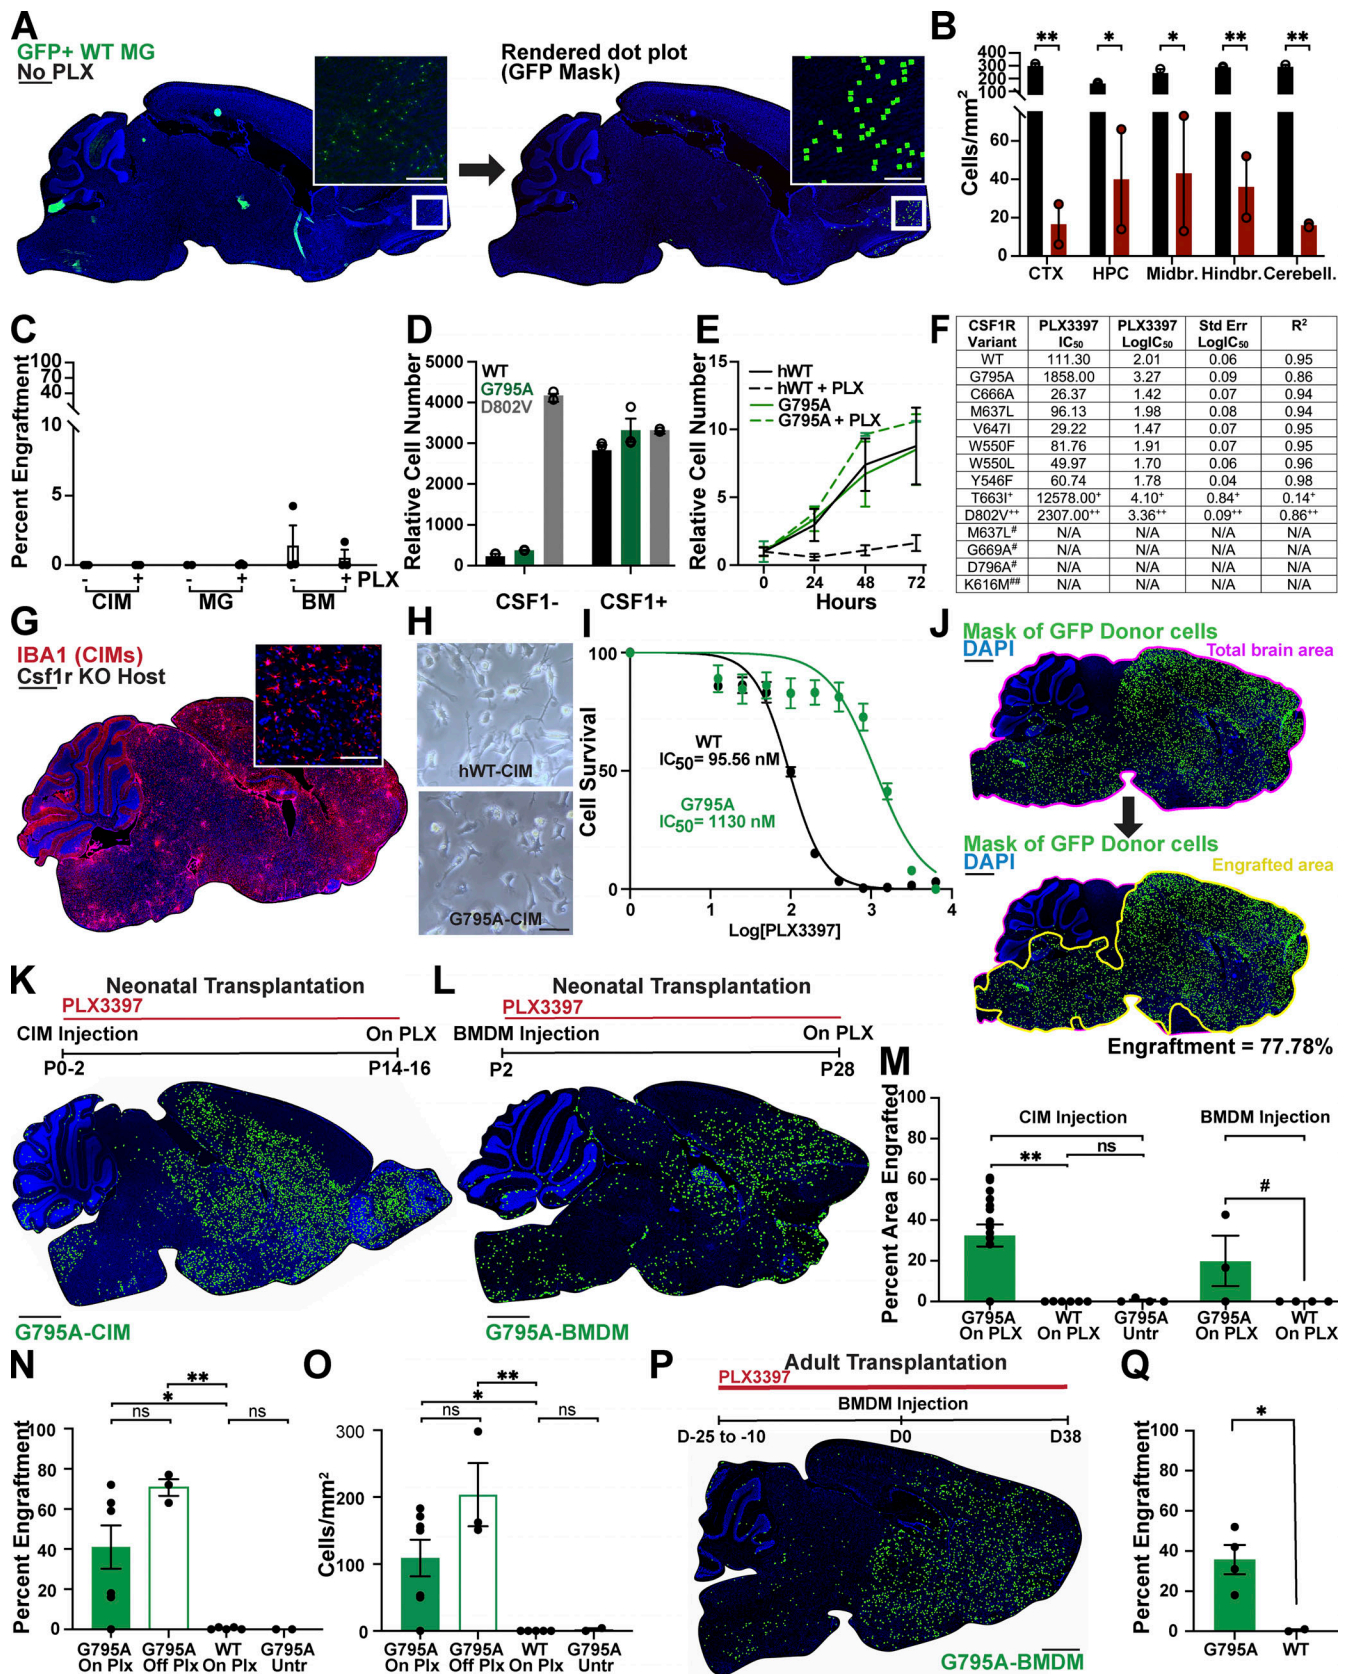 A
GFP+ WT MG
No PLX
Rendered dot plot
(GFP Mask)
B
** * * ** **
400
300
200
100
60
40
20
0
Cells/mm²
CTX HPC Midbr. Hindbr. Cerebell.
C
Percent Engraftment
100
70
40
10
5
0
- + - + - + PLX
CIM MG BM
D
Relative Cell Number
5000
4000
3000
2000
1000
0
WT
G795A
D802V
CSF1- CSF1+
E
Relative Cell Number
15
10
5
0
hWT
hWT + PLX
G795A
G795A + PLX
0 24 48 72
Hours
F
CSF1R Variant | PLX3397 IC₅₀ | PLX3397 LogIC₅₀ | Std Err LogIC₅₀ | R²
WT 111.30 2.01 0.06 0.95
G795A 1858.00 3.27 0.09 0.86
C666A 26.37 1.42 0.07 0.94
M637L 96.13 1.98 0.08 0.94
V647I 29.22 1.47 0.07 0.95
W550F 81.76 1.91 0.07 0.95
W550L 49.97 1.70 0.06 0.96
Y546F 60.74 1.78 0.04 0.98
T663I⁺ 12578.00⁺ 4.10⁺ 0.84⁺ 0.14⁺
D802V⁺⁺ 2307.00⁺⁺ 3.36⁺⁺ 0.09⁺⁺ 0.86⁺⁺
M637L# N/A N/A N/A N/A
G669A# N/A N/A N/A N/A
D796A# N/A N/A N/A N/A
K616M## N/A N/A N/A N/A
G
IBA1 (CIMs)
Csf1r KO Host
H
hWT-CIM
G795A-CIM
I
Cell Survival
100
50
0
WT
IC₅₀= 95.56 nM
G795A
IC₅₀= 1130 nM
0 1 2 3 4
Log[PLX3397]
J
Mask of GFP Donor cells
DAPI
Total brain area
Mask of GFP Donor cells
DAPI
Engrafted area
Engraftment = 77.78%
K
Neonatal Transplantation
PLX3397
CIM Injection On PLX
P0-2 P14-16
G795A-CIM
L
Neonatal Transplantation
PLX3397
BMDM Injection On PLX
P2 P28
G795A-BMDM
M
Percent Area Engrafted
100
80
60
40
20
0
CIM Injection
BMDM Injection
** ns
#
G795A On PLX
WT On PLX
G795A Untr
G795A On PLX
WT On PLX
N
Percent Engraftment
100
80
60
40
20
0
**
*
ns ns
G795A On Plx
G795A Off Plx
WT On Plx
G795A Untr
O
Cells/mm²
300
200
100
0
**
*
ns ns
G795A On Plx
G795A Off Plx
WT On Plx
G795A Untr
P
Adult Transplantation
PLX3397
BMDM Injection
D-25 to -10 D0 D38
G795A-BMDM
Q
Percent Engraftment
100
80
60
40
20
0
*
G795A WT